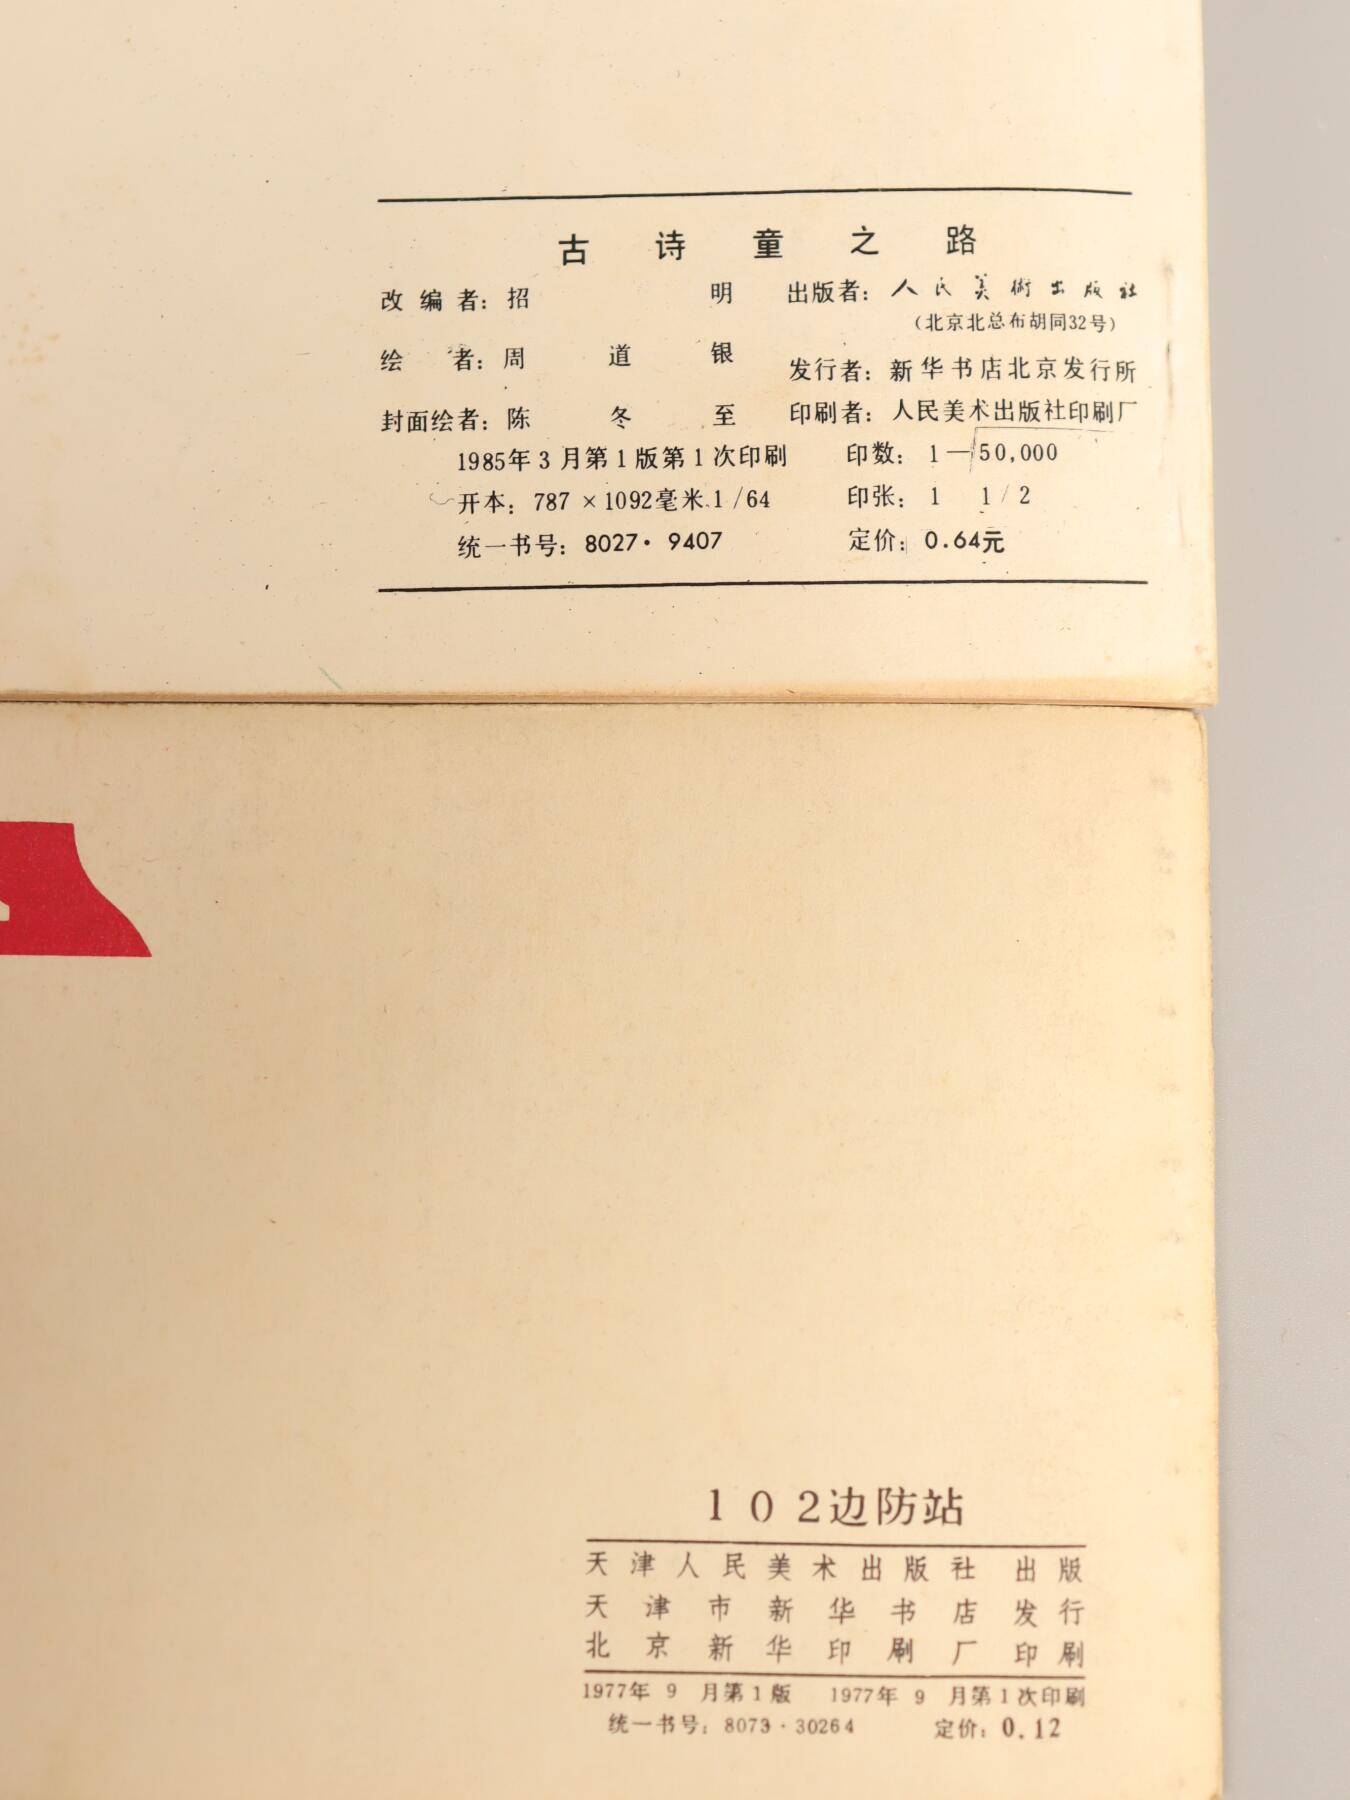 古诗童之路
改编者：招明 出版者：人民美術出版社
（北京北总布胡同32号）
绘者：周道银 发行者：新华书店北京发行所
封面绘者：陈冬至 印刷者：人民美术出版社印刷厂
1985年3月第1版第1次印刷 印数：1—50,000
开本：787×1092毫米1/64 印张：1 1/2
统一书号：8027·9407 定价：0.64元
102边防站
天津人民美术出版社 出版
天津市新华书店 发行
北京新华印刷厂 印刷
1977年9月第1版 1977年9月第1次印刷
统一书号：8073·30264 定价：0.12